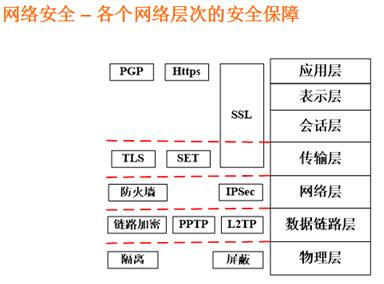 网络安全 – 各个网络层次的安全保障
PGP Https SSL 应用层
表示层
会话层
TLS SET 传输层
防火墙 IPSec 网络层
链路加密 PPTP L2TP 数据链路层
隔离 屏蔽 物理层